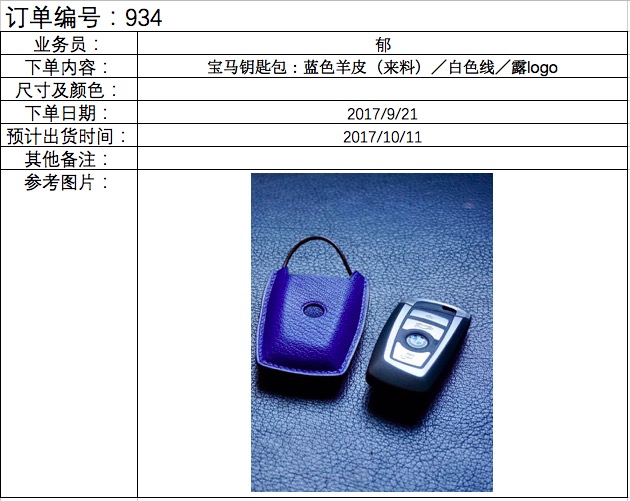 订单编号：934
业务员： 郁
下单内容： 宝马钥匙包：蓝色羊皮（来料）／白色线／露logo
尺寸及颜色：
下单日期： 2017/9/21
预计出货时间： 2017/10/11
其他备注：
参考图片：